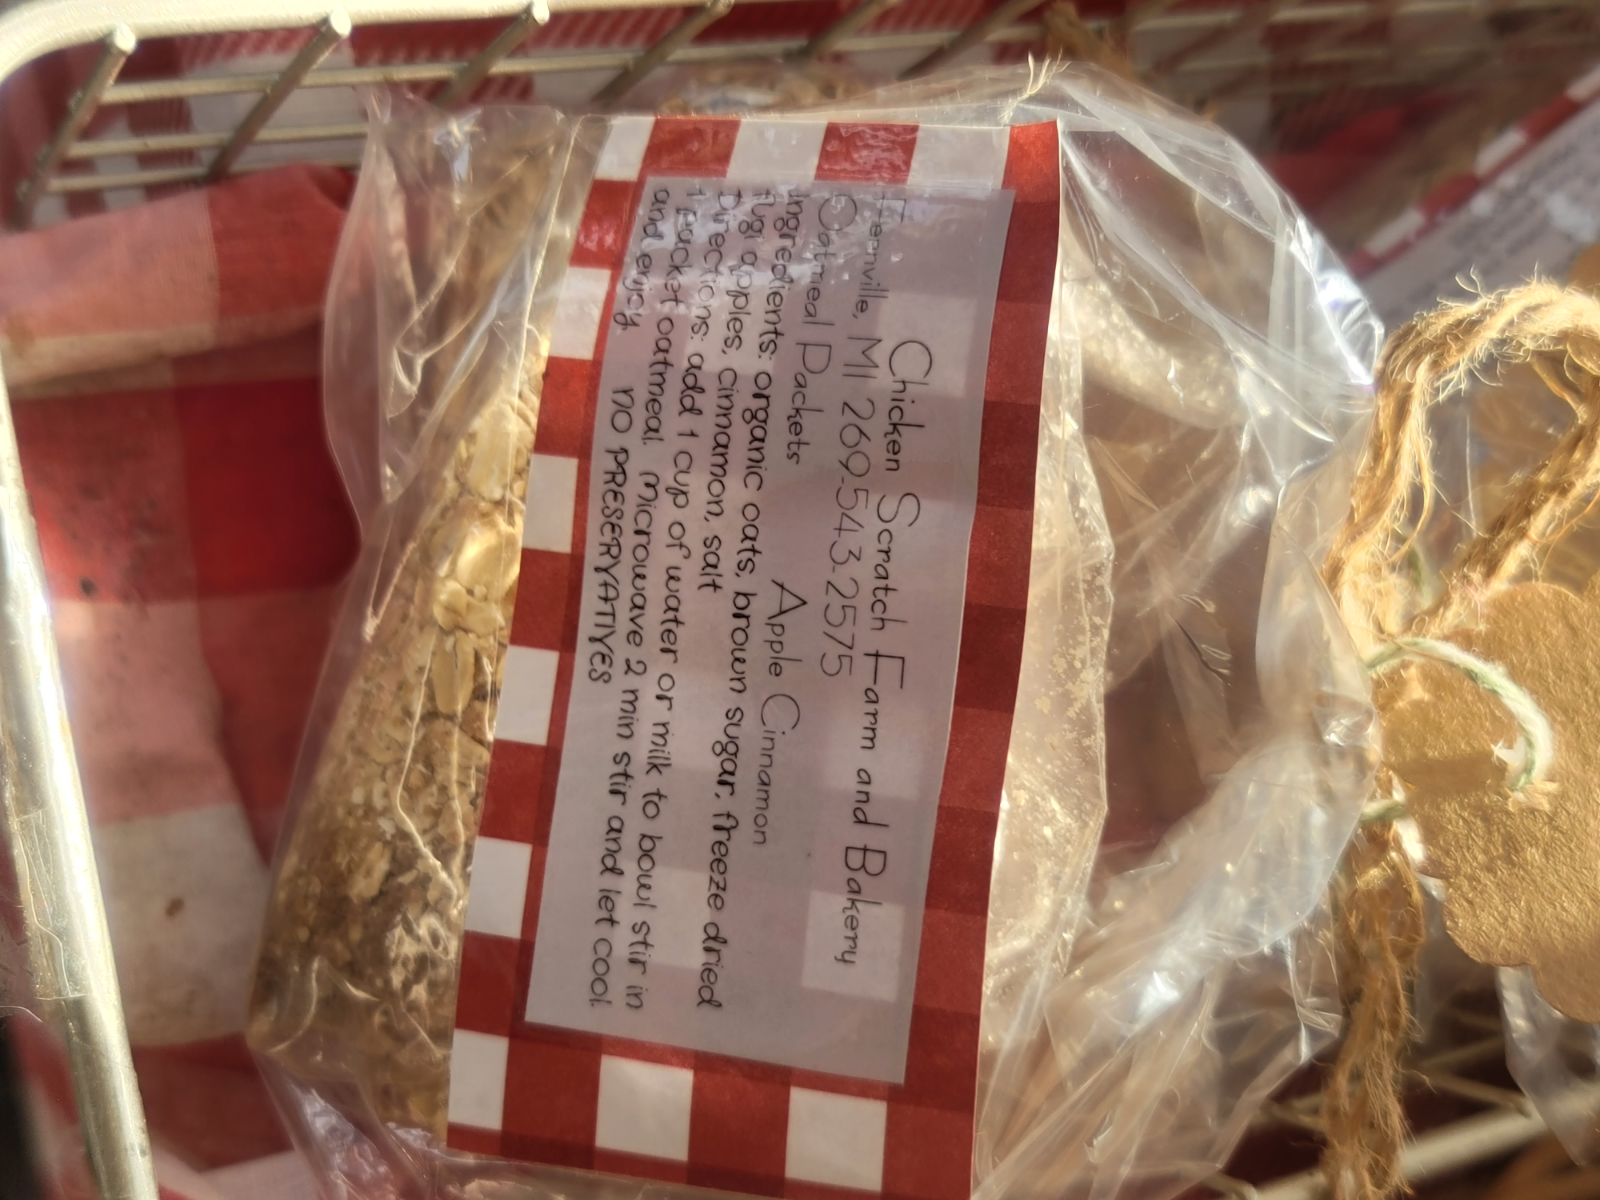 Chicken Scratch Farm and Bakery
Fennville, MI 269.543.2575
Oatmeal Packets Apple Cinnamon
Ingredients: organic oats, brown sugar, freeze dried
fugi apples, cinnamon, salt
Directions: add 1 cup of water or milk to bowl stir in
1 packet oatmeal. Microwave 2 min stir and let cool
and enjoy. NO PRESERVATIVES